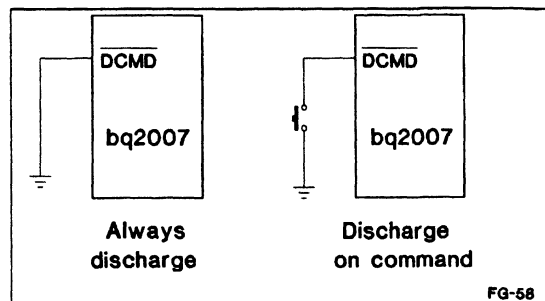 DCMD
bq2007
Always
discharge
DCMD
bq2007
Discharge
on command
FG-58